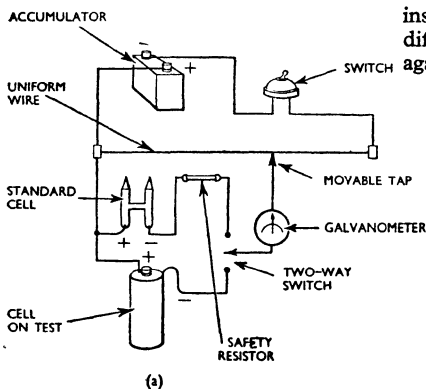 ACCUMULATOR
ins
dif
aga
SWITCH
UNIFORM
WIRE
MOVABLE TAP
STANDARD
CELL
GALVANOMETER
TWO-WAY
SWITCH
CELL
ON TEST
SAFETY
RESISTOR
(a)
- +
+ -
+
-